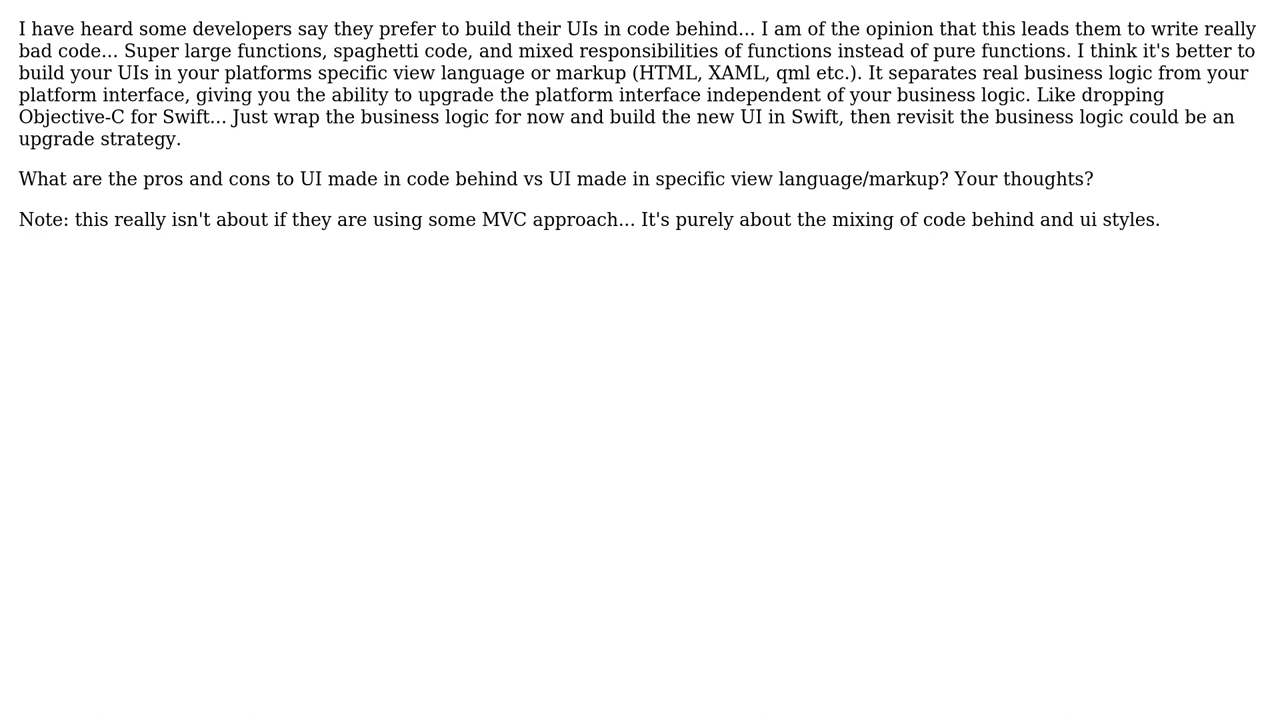 I have heard some developers say they prefer to build their UIs in code behind... I am of the opinion that this leads them to write really
bad code... Super large functions, spaghetti code, and mixed responsibilities of functions instead of pure functions. I think it's better to
build your UIs in your platforms specific view language or markup (HTML, XAML, qml etc.). It separates real business logic from your
platform interface, giving you the ability to upgrade the platform interface independent of your business logic. Like dropping
Objective-C for Swift... Just wrap the business logic for now and build the new UI in Swift, then revisit the business logic could be an
upgrade strategy.
What are the pros and cons to UI made in code behind vs UI made in specific view language/markup? Your thoughts?
Note: this really isn't about if they are using some MVC approach... It's purely about the mixing of code behind and ui styles.